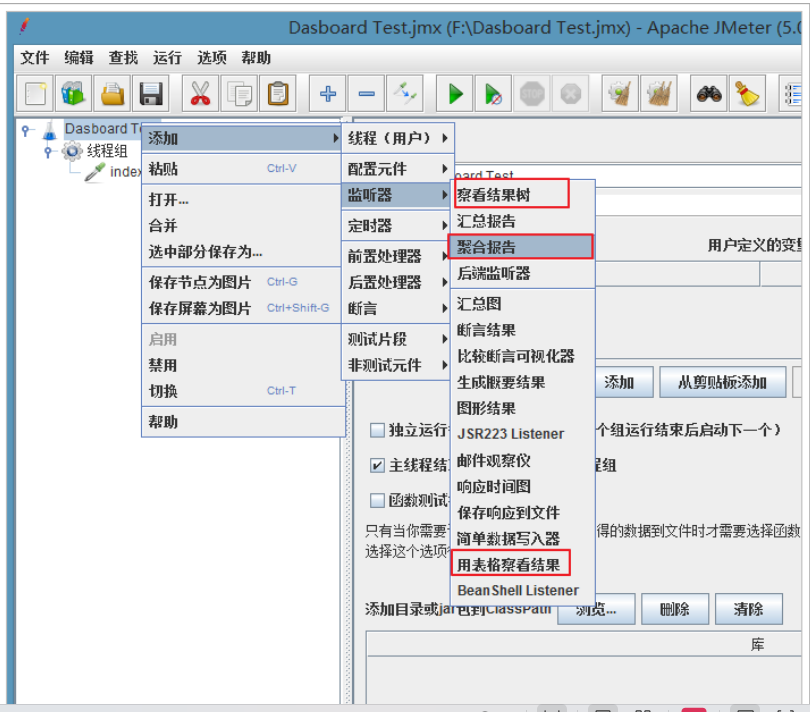 Dasboard Test.jmx (F:\Dasboard Test.jmx) - Apache JMeter (5.
文件 编辑 查找 运行 选项 帮助
STOP
Dasboard T
线程组
index
添加
粘贴 Ctrl-V
打开...
合并
选中部分保存为...
保存节点为图片 Ctrl-G
保存屏幕为图片 Ctrl+Shift-G
启用
禁用
切换 Ctrl-T
帮助
线程（用户）
配置元件
监听器
定时器
前置处理器
后置处理器
断言
测试片段
非测试元件
oard Test
察看结果树
汇总报告
聚合报告
后端监听器
汇总图
断言结果
比较断言可视化器
生成概要结果
图形结果
JSR223 Listener
邮件观察仪
响应时间图
保存响应到文件
简单数据写入器
用表格察看结果
BeanShell Listener
用户定义的变
添加 从剪贴板添加
独立运行 个组运行结束后启动下一个）
主线程结 程组
函数测试
只有当你需要 得的数据到文件时才需要选择函数
选择这个选项
添加目录或jar包到ClassPath 浏览... 删除 清除
库